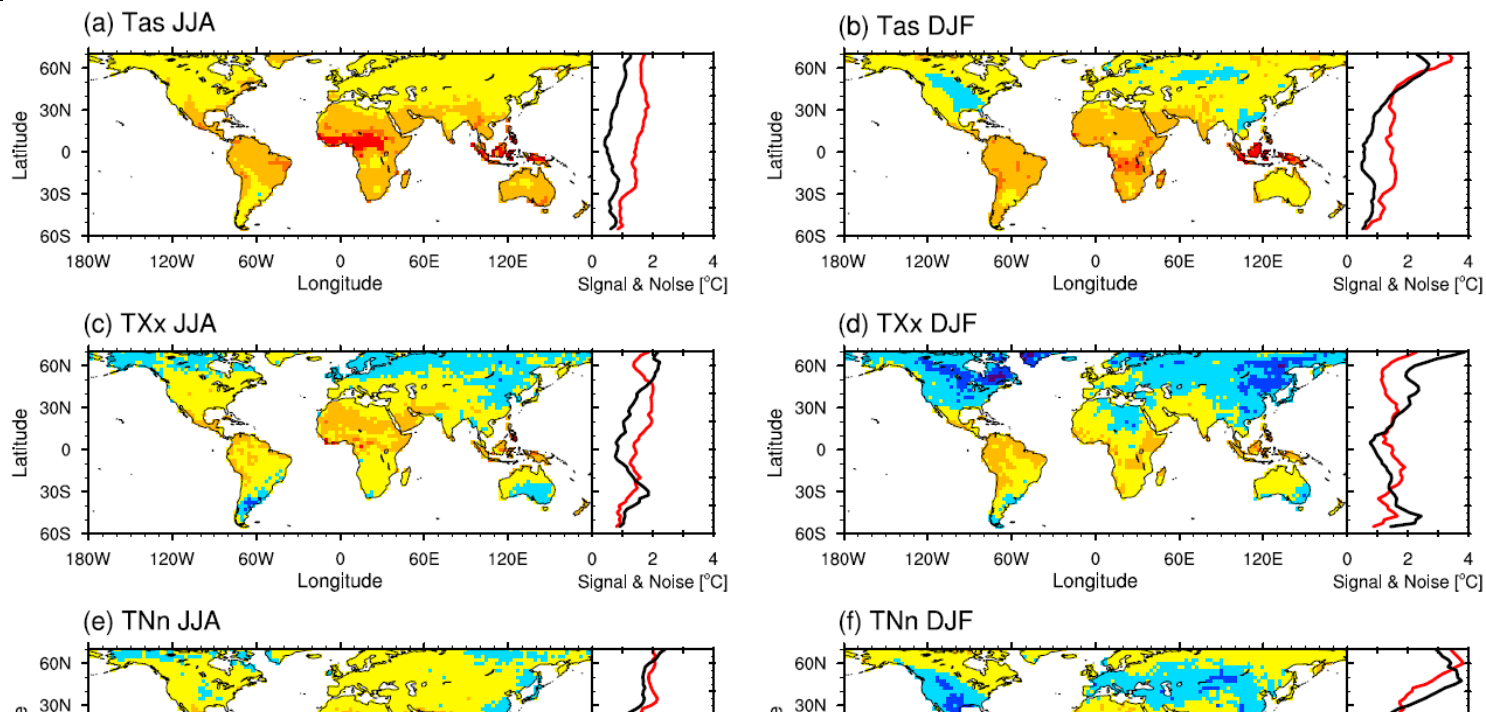 (a) Tas JJA
(b) Tas DJF
60N
30N
0
30S
60S
Latitude
180W 120W 60W 0 60E 120E
Longitude
0 2 4
Signal & Noise [°C]
60N
30N
0
30S
60S
Latitude
180W 120W 60W 0 60E 120E
Longitude
0 2 4
Signal & Noise [°C]
(c) TXx JJA
(d) TXx DJF
60N
30N
0
30S
60S
Latitude
180W 120W 60W 0 60E 120E
Longitude
0 2 4
Signal & Noise [°C]
60N
30N
0
30S
60S
Latitude
180W 120W 60W 0 60E 120E
Longitude
0 2 4
Signal & Noise [°C]
(e) TNn JJA
(f) TNn DJF
60N
30N
60N
30N